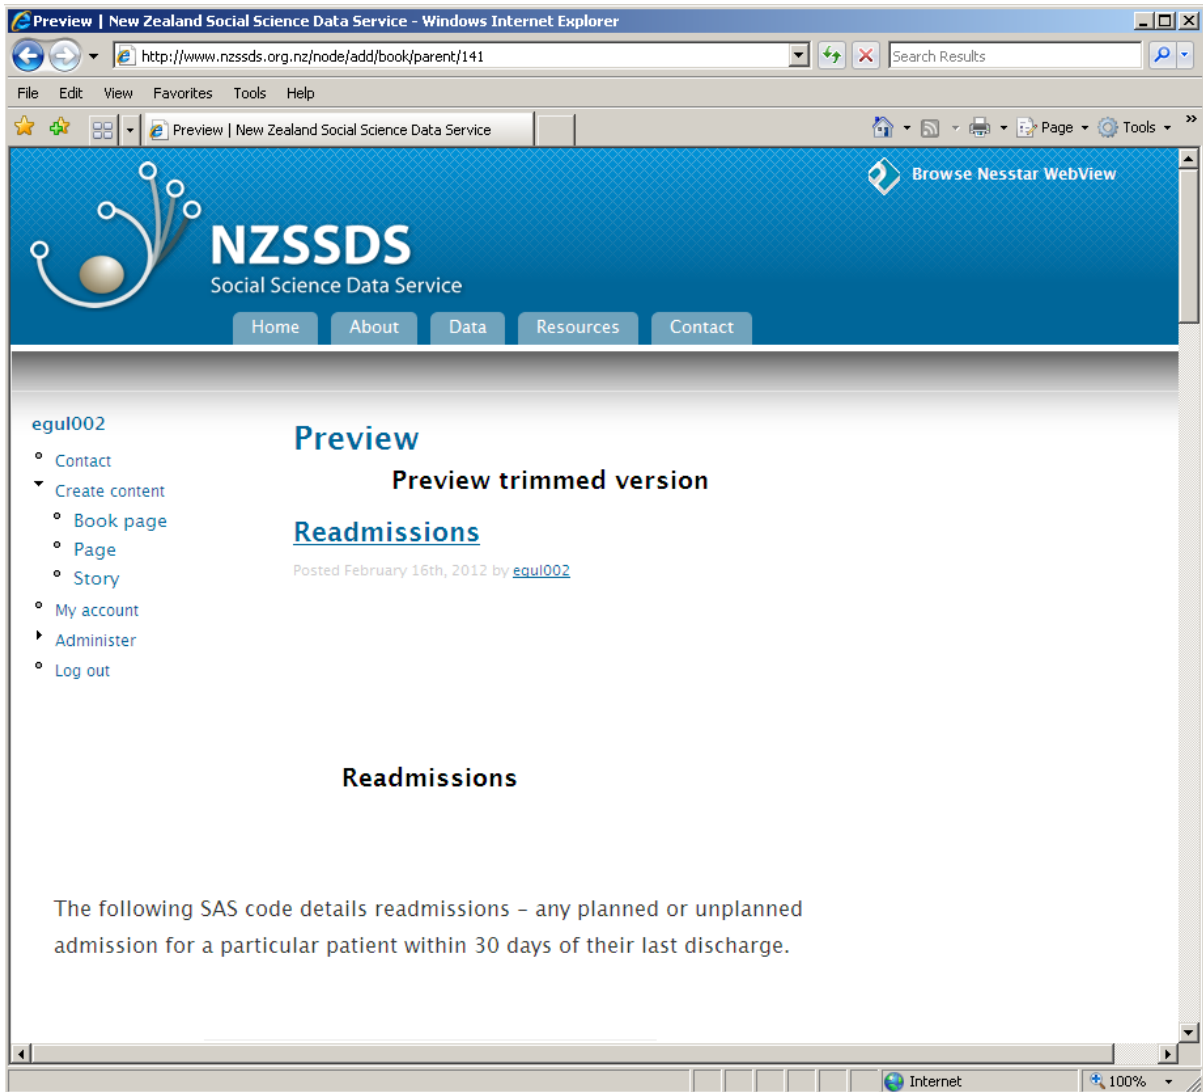 Preview | New Zealand Social Science Data Service - Windows Internet Explorer
http://www.nzssds.org.nz/node/add/book/parent/141
Search Results
File Edit View Favorites Tools Help
Preview | New Zealand Social Science Data Service
Page Tools »
Browse Nesstar WebView
NZSSDS
Social Science Data Service
Home About Data Resources Contact
egul002
Contact
Create content
Book page
Page
Story
My account
Administer
Log out
Preview
Preview trimmed version
Readmissions
Posted February 16th, 2012 by egul002
Readmissions
The following SAS code details readmissions – any planned or unplanned
admission for a particular patient within 30 days of their last discharge.
Internet 100%